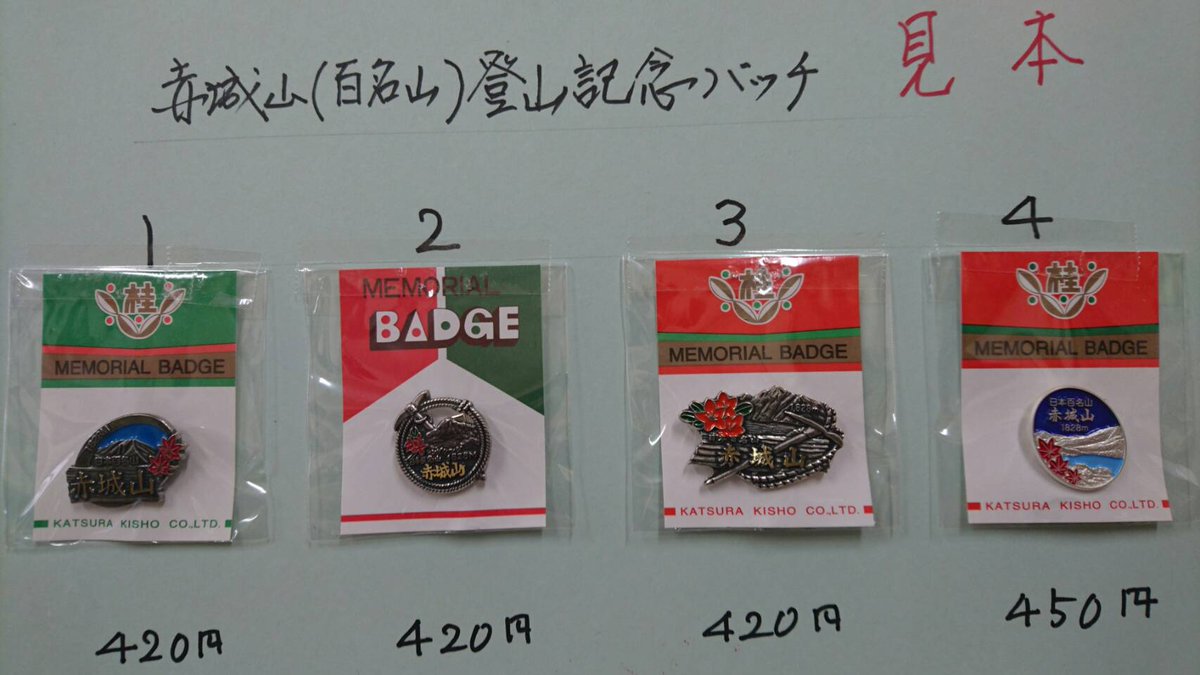 赤城山(百名山)登山記念バッチ
見本
1
2
3
4
桂
MEMORIAL BADGE
赤城山
KATSURA KISHO CO.,LTD.
MEMORIAL
BADGE
赤城山
桂
MEMORIAL BADGE
1828m
赤城山
KATSURA KISHO CO.,LTD.
桂
MEMORIAL BADGE
日本百名山
赤城山
1828m
KATSURA KISHO CO.,LTD.
420円
420円
420円
450円